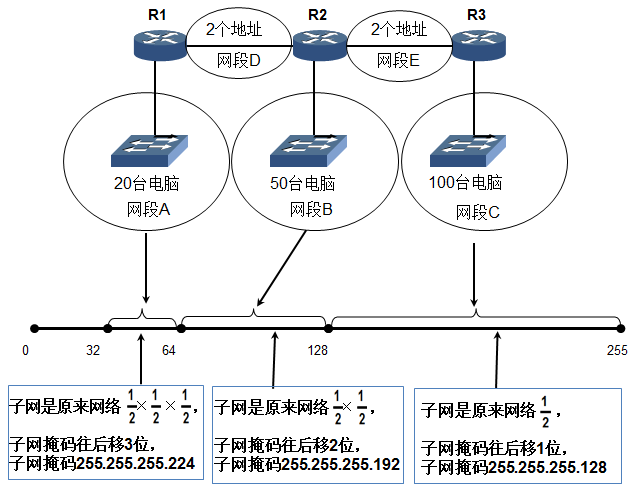 R1
R2
R3
2个地址
2个地址
网段D
网段E
20台电脑
50台电脑
100台电脑
网段A
网段B
网段C
0
32
64
128
255
子网是原来网络 1/2 × 1/2 × 1/2，
子网掩码往后移3位，
子网掩码255.255.255.224
子网是原来网络 1/2 × 1/2，
子网掩码往后移2位，
子网掩码255.255.255.192
子网是原来网络 1/2，
子网掩码往后移1位，
子网掩码255.255.255.128